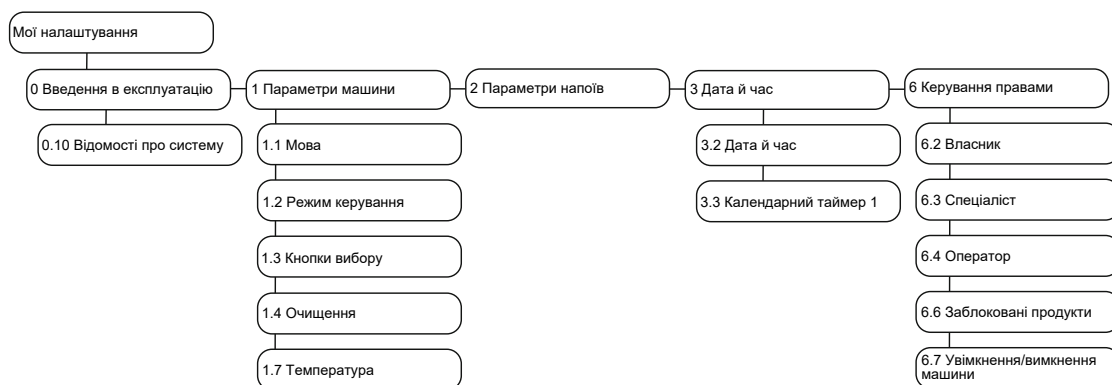 Мої налаштування
0 Введення в експлуатацію
1 Параметри машини
2 Параметри напоїв
3 Дата й час
6 Керування правами
0.10 Відомості про систему
1.1 Мова
3.2 Дата й час
6.2 Власник
1.2 Режим керування
3.3 Календарний таймер 1
6.3 Спеціаліст
1.3 Кнопки вибору
6.4 Оператор
1.4 Очищення
6.6 Заблоковані продукти
1.7 Температура
6.7 Увімкнення/вимкнення
машини